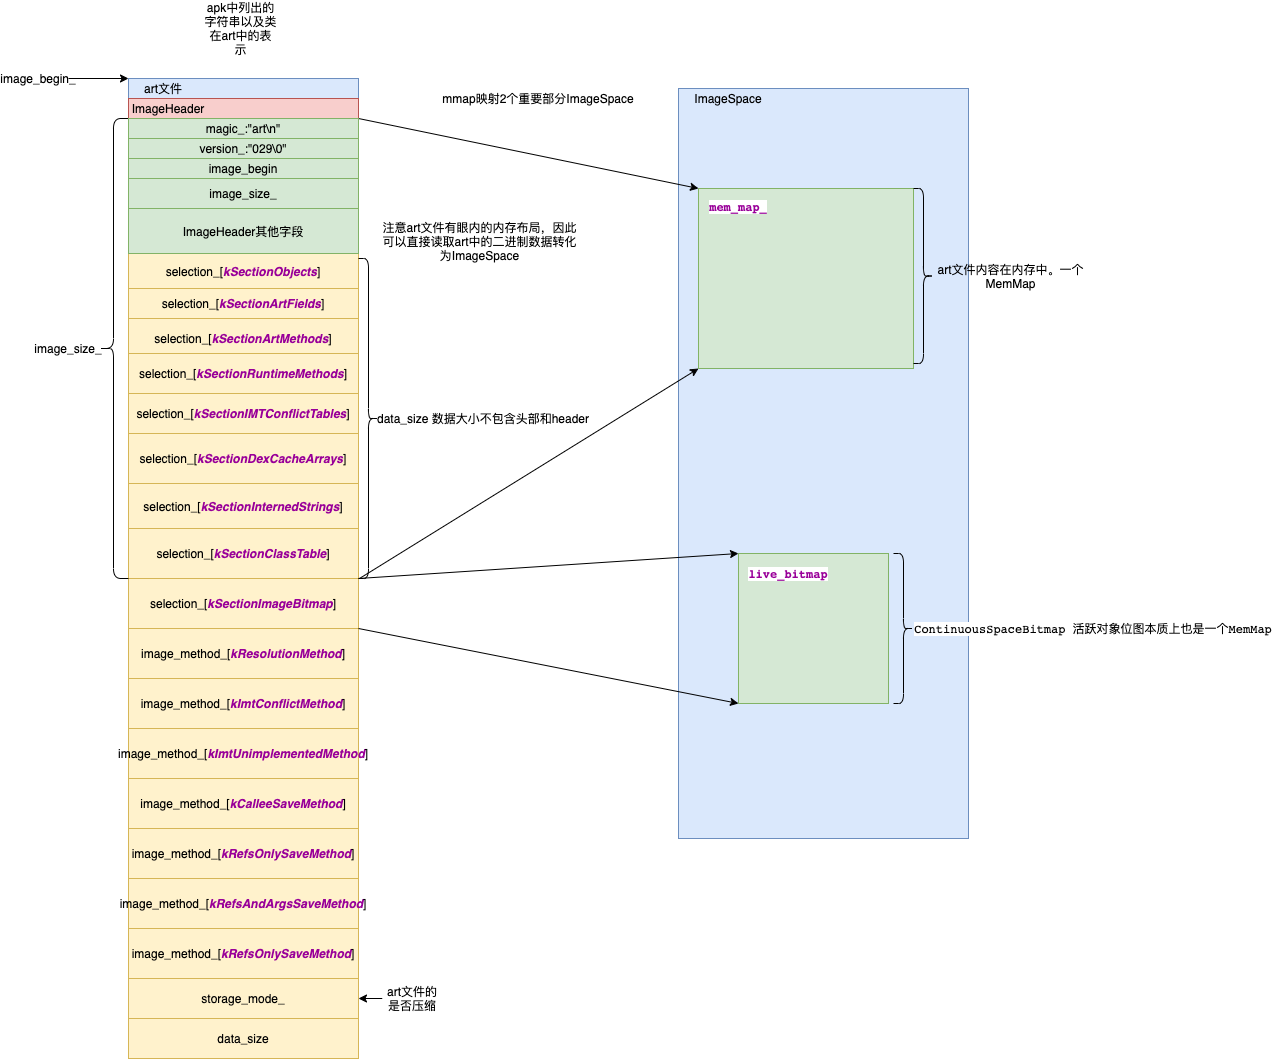 apk中列出的
字符串以及类
在art中的表
示
image_begin_
art文件
ImageHeader
magic_:"art\n"
version_:"029\0"
image_begin
image_size_
ImageHeader其他字段
selection_[kSectionObjects]
selection_[kSectionArtFields]
selection_[kSectionArtMethods]
selection_[kSectionRuntimeMethods]
selection_[kSectionIMTConflictTables]
selection_[kSectionDexCacheArrays]
selection_[kSectionInternedStrings]
selection_[kSectionClassTable]
selection_[kSectionImageBitmap]
image_method_[kResolutionMethod]
image_method_[kImtConflictMethod]
image_method_[kImtUnimplementedMethod]
image_method_[kCalleeSaveMethod]
image_method_[kRefsOnlySaveMethod]
image_method_[kRefsAndArgsSaveMethod]
image_method_[kRefsOnlySaveMethod]
storage_mode_
data_size
image_size_
mmap映射2个重要部分ImageSpace
注意art文件有眼内的内存布局，因此
可以直接读取art中的二进制数据转化
为ImageSpace
data_size 数据大小不包含头部和header
art文件的
是否压缩
ImageSpace
mem_map_
art文件内容在内存中。一个
MemMap
live_bitmap
ContinuousSpaceBitmap 活跃对象位图本质上也是一个MemMap